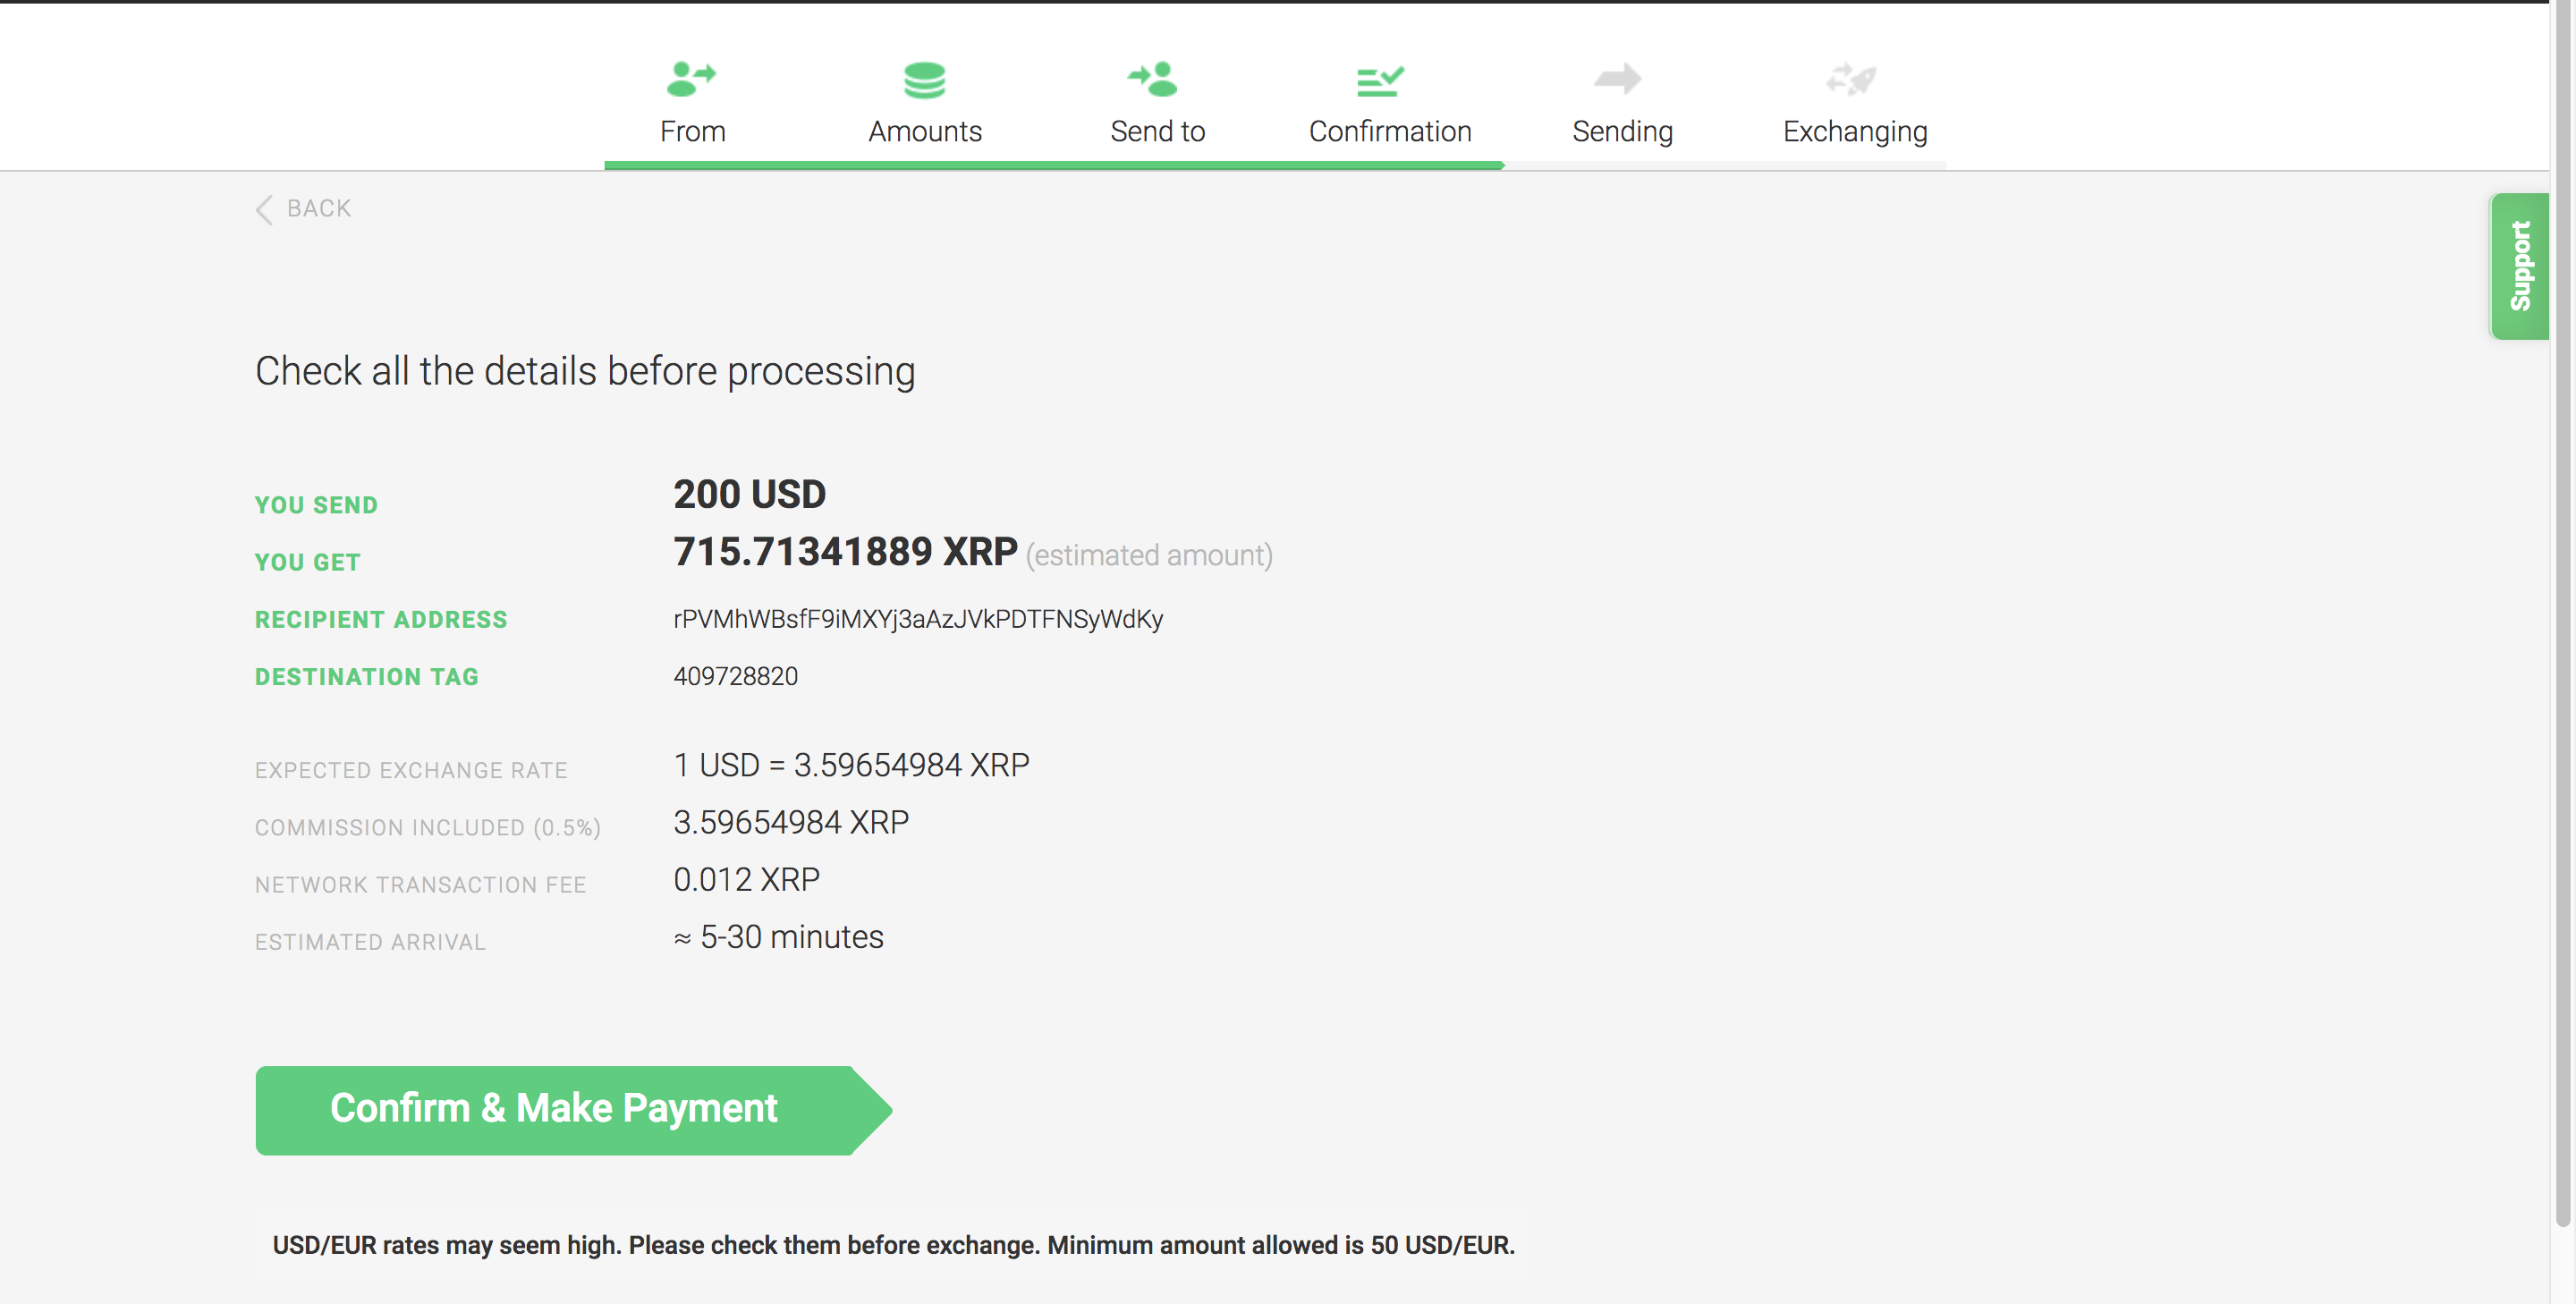 From
Amounts
Send to
Confirmation
Sending
Exchanging
BACK
Support
Check all the details before processing
YOU SEND 200 USD
YOU GET 715.71341889 XRP (estimated amount)
RECIPIENT ADDRESS rPVMhWBsfF9iMXYj3aAzJVkPDTFNSyWdKy
DESTINATION TAG 409728820
EXPECTED EXCHANGE RATE 1 USD = 3.59654984 XRP
COMMISSION INCLUDED (0.5%) 3.59654984 XRP
NETWORK TRANSACTION FEE 0.012 XRP
ESTIMATED ARRIVAL ≈ 5-30 minutes
Confirm & Make Payment
USD/EUR rates may seem high. Please check them before exchange. Minimum amount allowed is 50 USD/EUR.